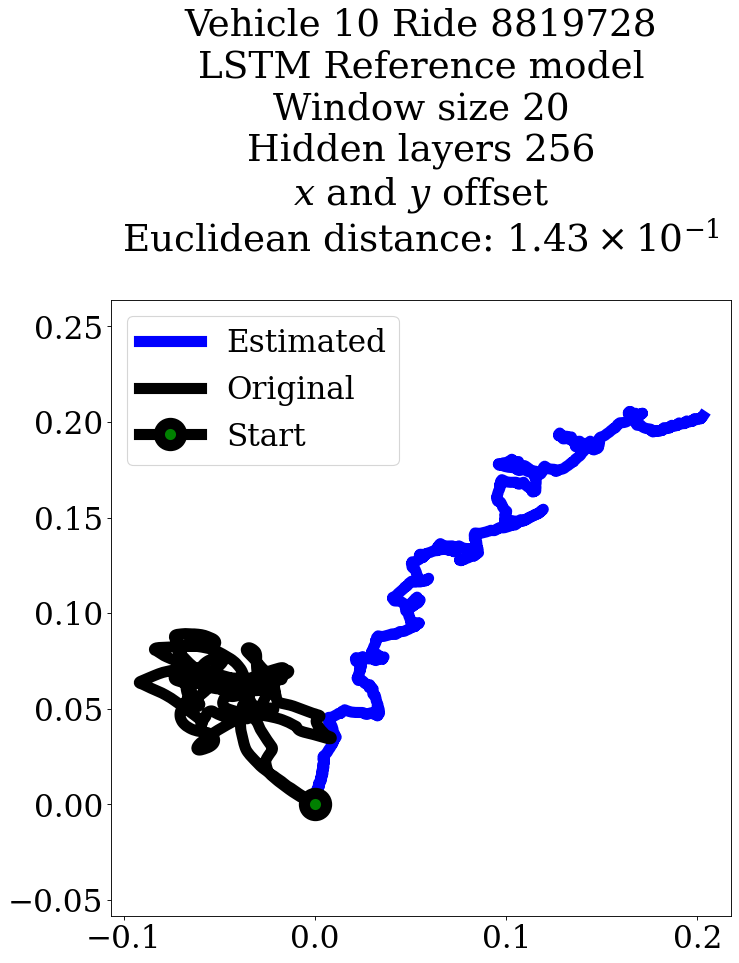 Vehicle 10 Ride 8819728
LSTM Reference model
Window size 20
Hidden layers 256
x and y offset
Euclidean distance: 1.43 × 10⁻¹
0.25
0.20
0.15
0.10
0.05
0.00
−0.05
Estimated
Original
Start
−0.1
0.0
0.1
0.2